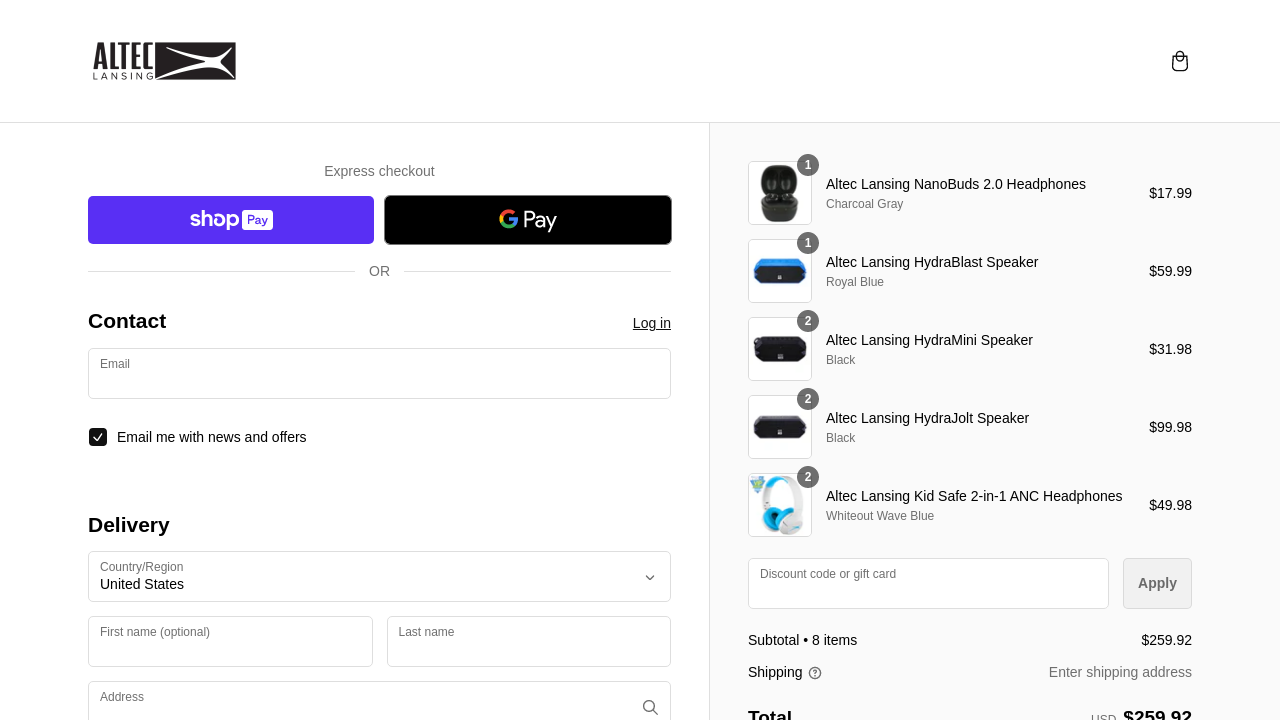 ALTEC
LANSING
Express checkout
shop Pay
G Pay
OR
Contact
Log in
Email
Email me with news and offers
Delivery
Country/Region
United States
First name (optional)
Last name
Address
1
Altec Lansing NanoBuds 2.0 Headphones
Charcoal Gray
$17.99
1
Altec Lansing HydraBlast Speaker
Royal Blue
$59.99
2
Altec Lansing HydraMini Speaker
Black
$31.98
2
Altec Lansing HydraJolt Speaker
Black
$99.98
2
Altec Lansing Kid Safe 2-in-1 ANC Headphones
Whiteout Wave Blue
$49.98
Discount code or gift card
Apply
Subtotal • 8 items
$259.92
Shipping
Enter shipping address
Total
USD $259.92